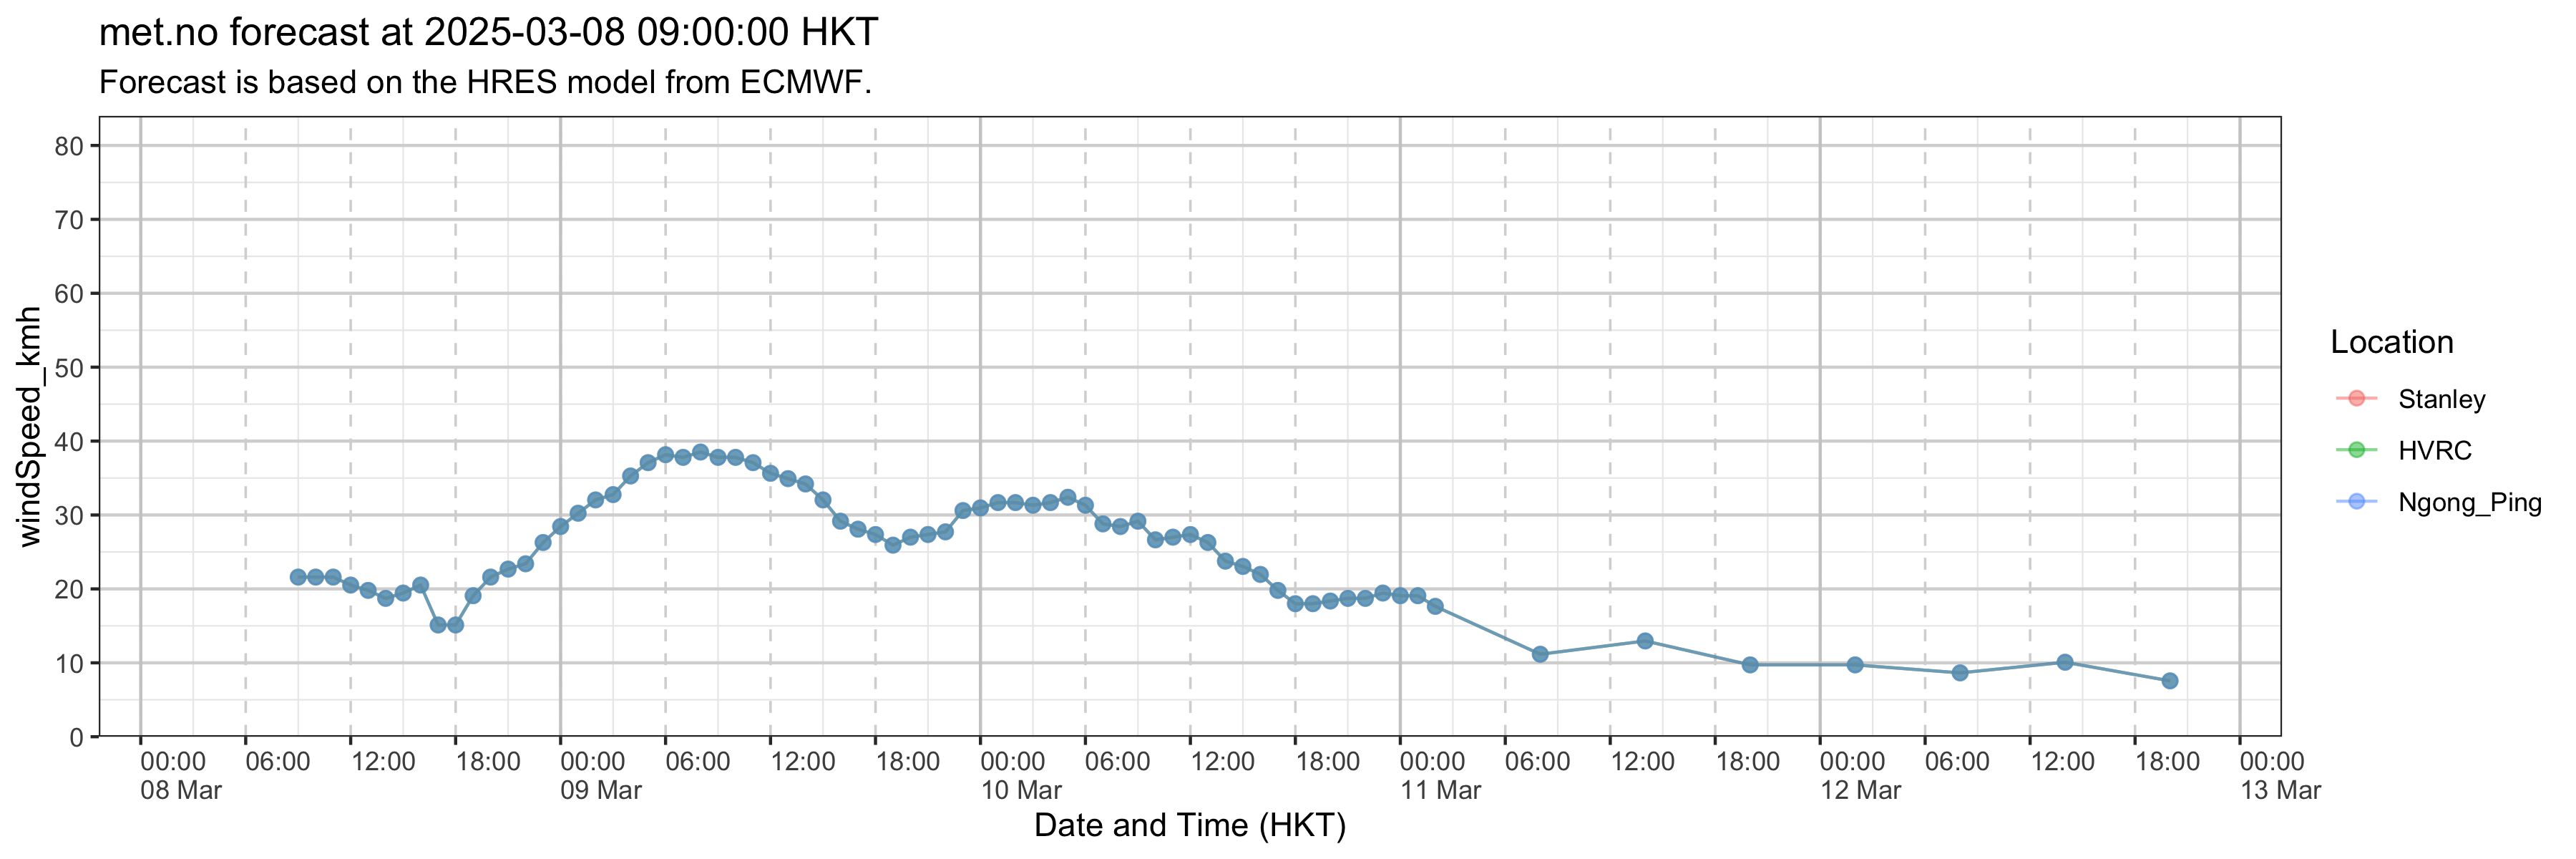 met.no forecast at 2025-03-08 09:00:00 HKT
Forecast is based on the HRES model from ECMWF.
windSpeed_kmh
80
70
60
50
40
30
20
10
0
00:00 06:00 12:00 18:00 00:00 06:00 12:00 18:00 00:00 06:00 12:00 18:00 00:00 06:00 12:00 18:00 00:00 06:00 12:00 18:00 00:00
08 Mar 09 Mar 10 Mar 11 Mar 12 Mar 13 Mar
Date and Time (HKT)
Location
Stanley
HVRC
Ngong_Ping